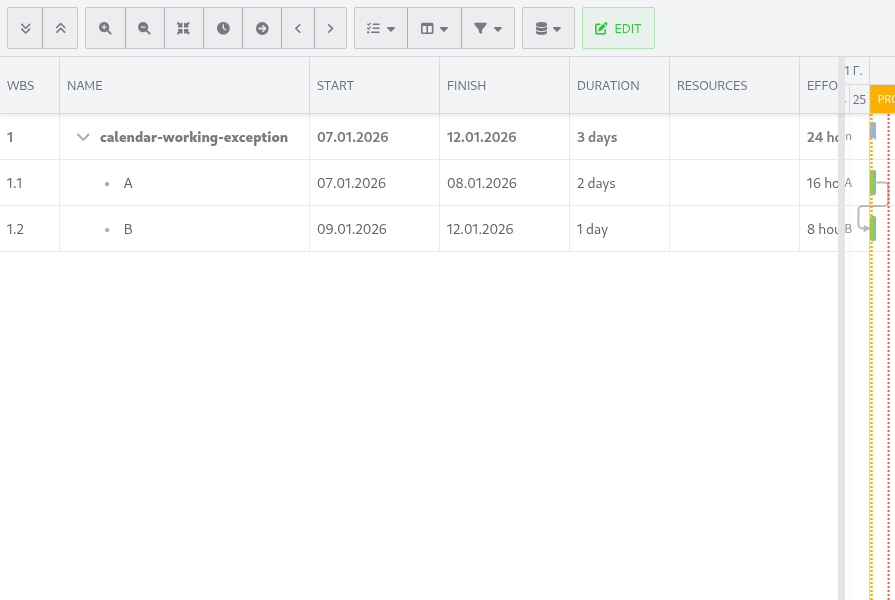 EDIT
WBS NAME START FINISH DURATION RESOURCES EFFO
1 Г.
25 PRO
1 calendar-working-exception 07.01.2026 12.01.2026 3 days 24 ho n
1.1 A 07.01.2026 08.01.2026 2 days 16 ho A
1.2 B 09.01.2026 12.01.2026 1 day 8 hou B